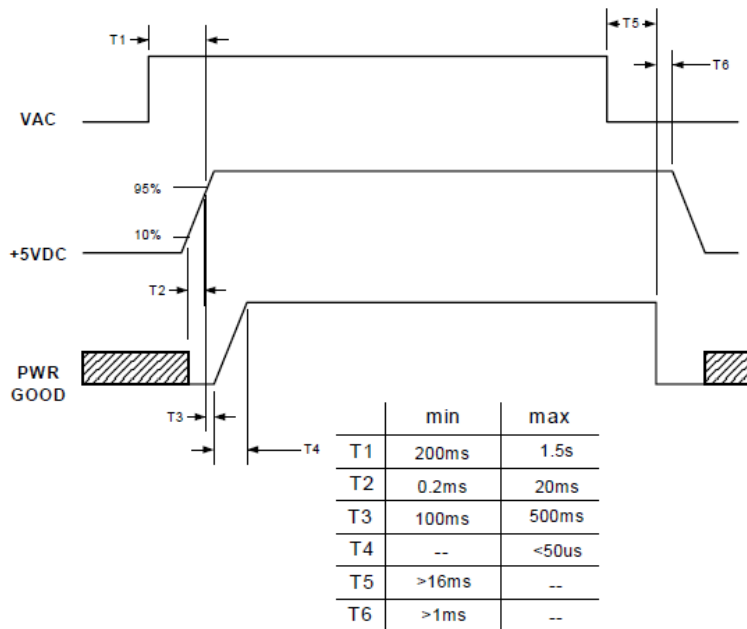 T1
T5
T6
VAC
95%
10%
+5VDC
T2
PWR
GOOD
T3
T4
min max
T1 200ms 1.5s
T2 0.2ms 20ms
T3 100ms 500ms
T4 -- <50us
T5 >16ms --
T6 >1ms --